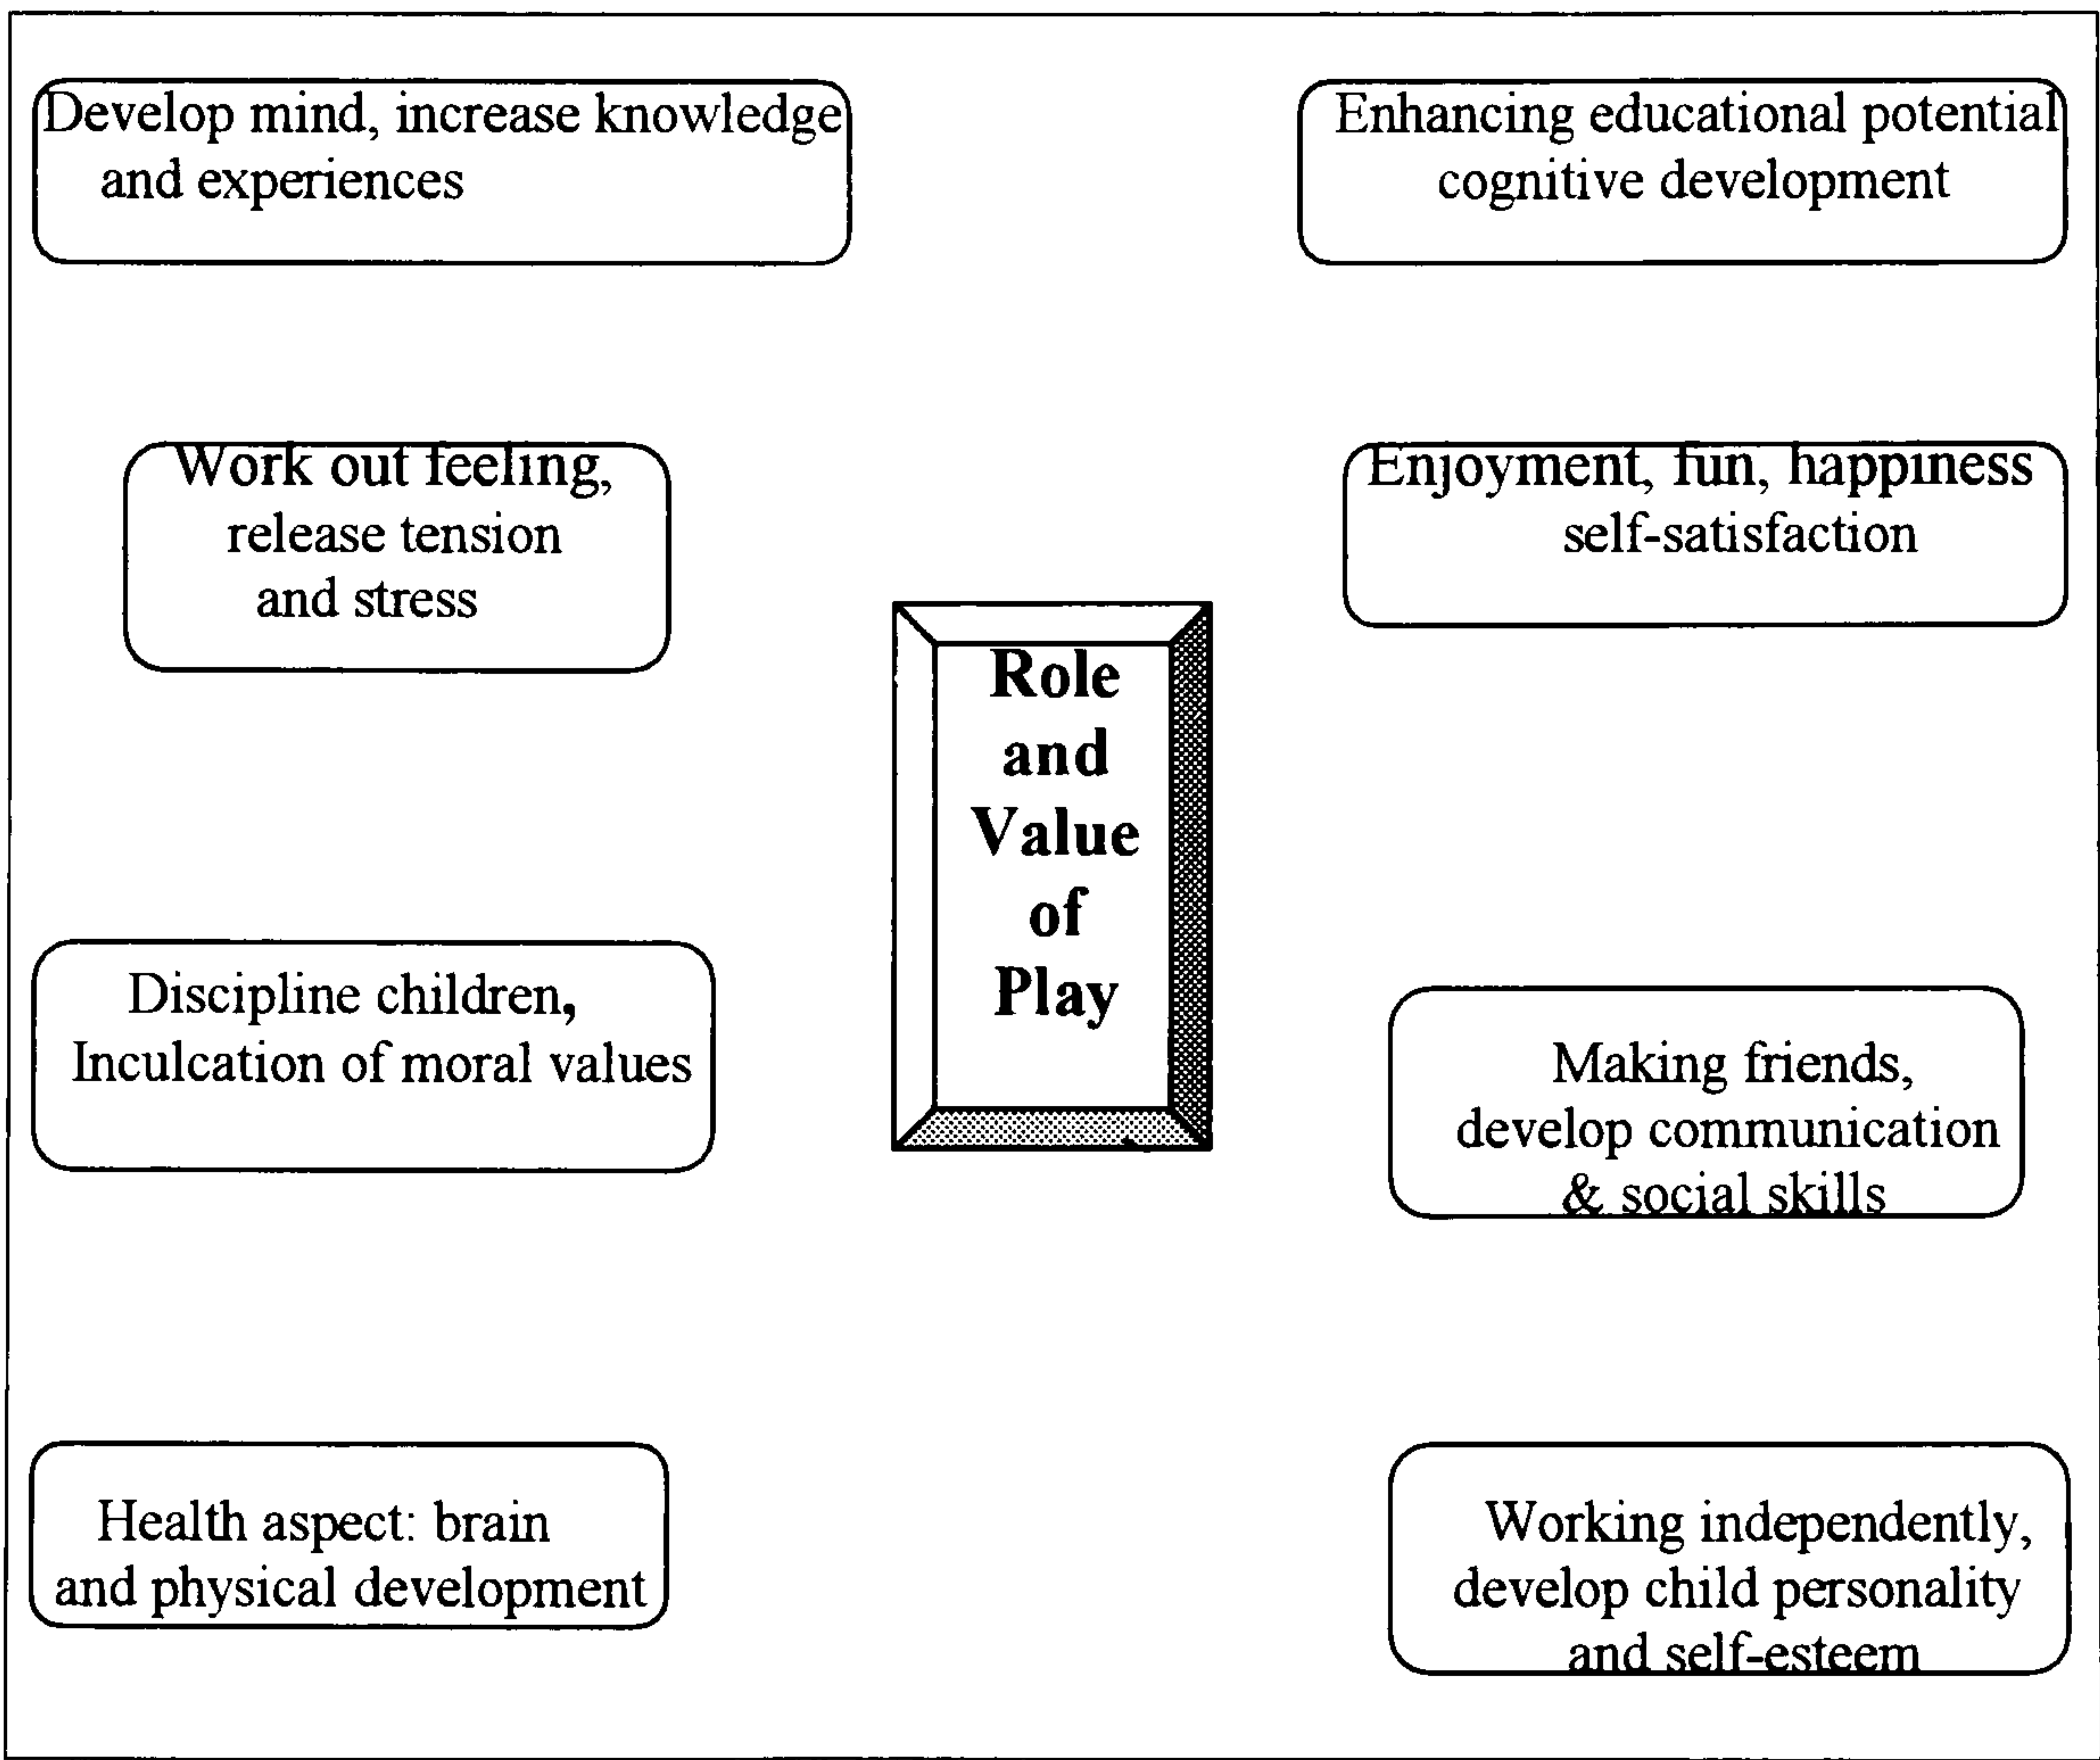 Develop mind, increase knowledge
and experiences
Enhancing educational potential
cognitive development
Work out feeling,
release tension
and stress
Enjoyment, fun, happiness
self-satisfaction
Role
and
Value
of
Play
Discipline children,
Inculcation of moral values
Making friends,
develop communication
& social skills
Health aspect: brain
and physical development
Working independently,
develop child personality
and self-esteem